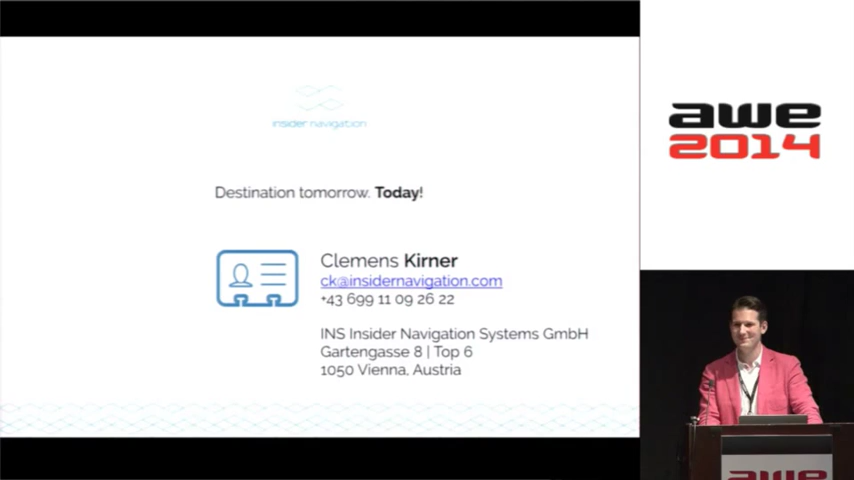 insider navigation
Destination tomorrow. Today!
Clemens Kirner
ck@insidernavigation.com
+43 699 11 09 26 22
INS Insider Navigation Systems GmbH
Gartengasse 8 | Top 6
1050 Vienna, Austria
awe
2014
awe